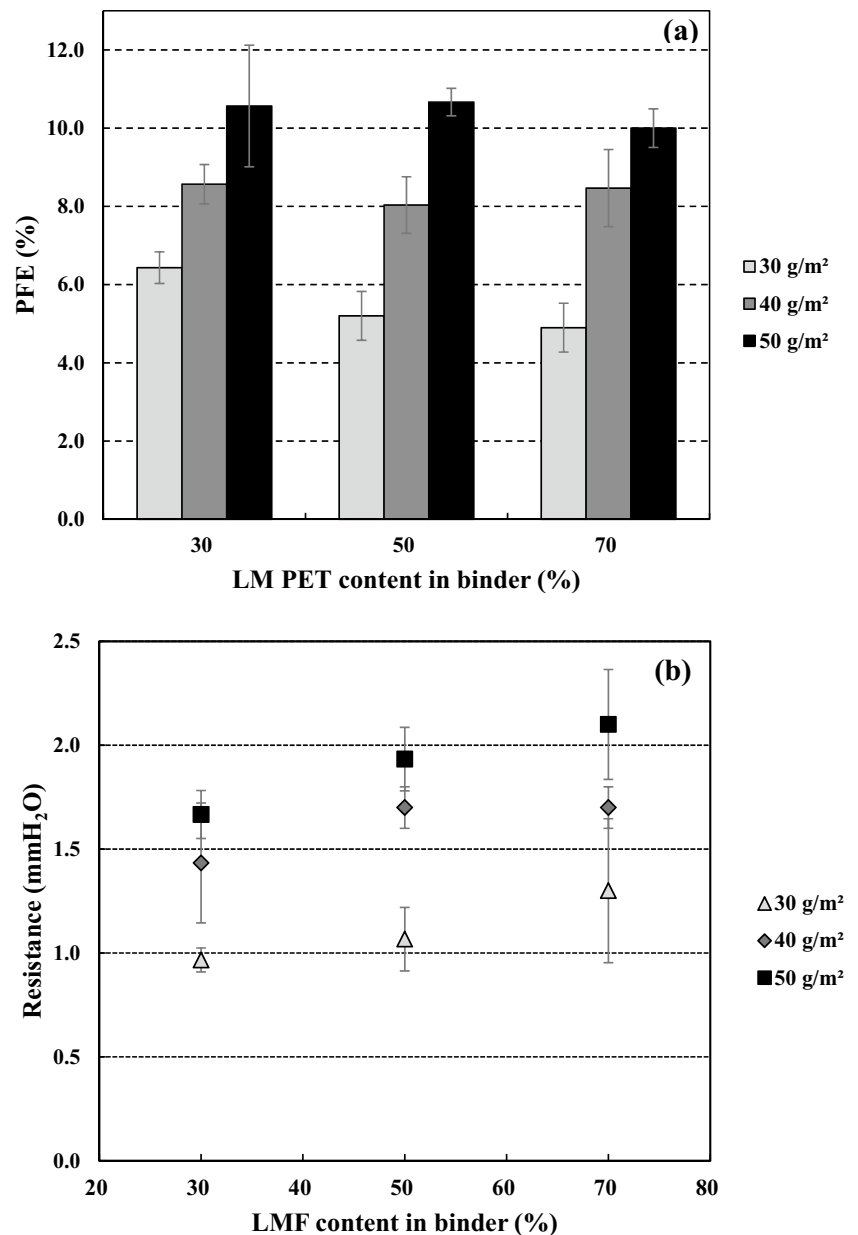 (a)
12.0
10.0
8.0
6.0
4.0
2.0
0.0
PFE (%)
30 50 70
LM PET content in binder (%)
30 g/m²
40 g/m²
50 g/m²
(b)
2.5
2.0
1.5
1.0
0.5
0.0
Resistance (mmH₂O)
20 30 40 50 60 70 80
LMF content in binder (%)
30 g/m²
40 g/m²
50 g/m²